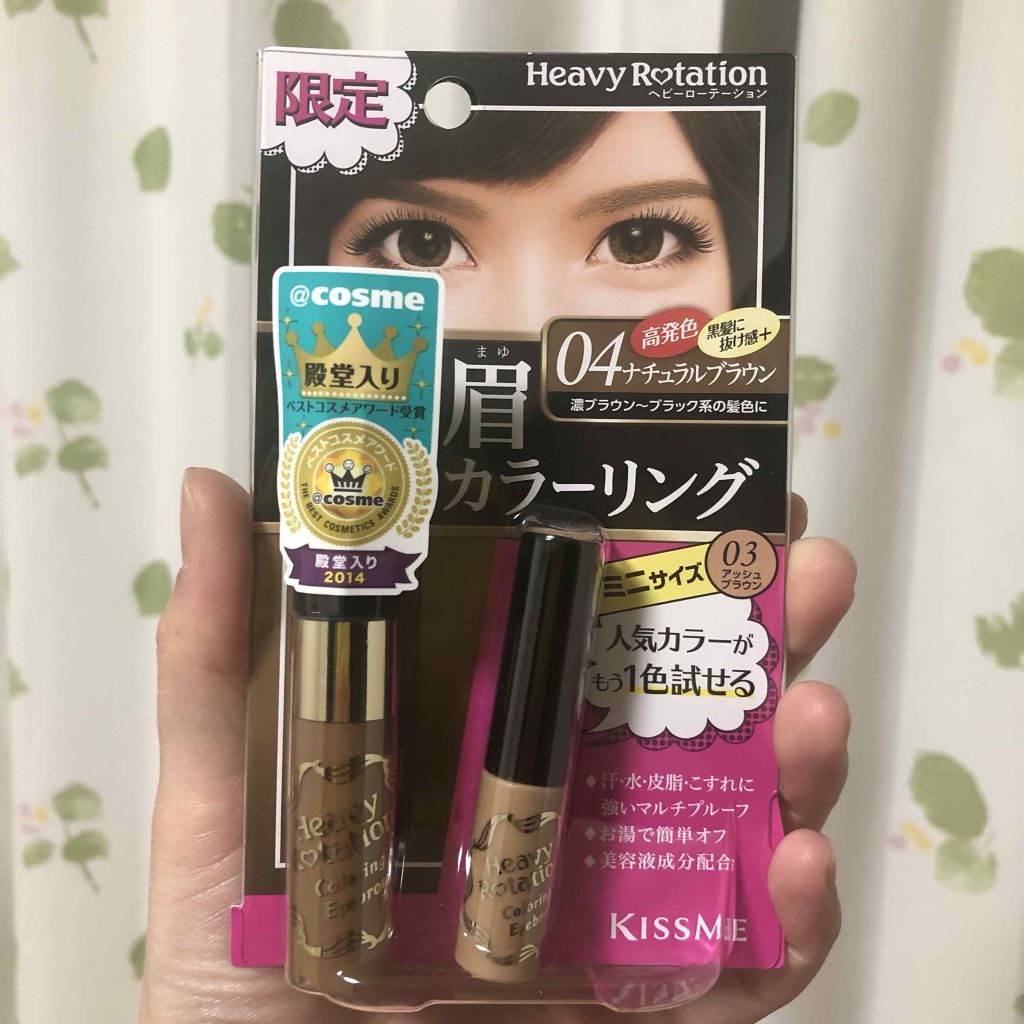 限定
Heavy Rotation
ヘビーローテーション
@cosme
殿堂入り
ベストコスメアワード受賞
ベストコスメアワード
@cosme
THE BEST COSMETICS AWARDS
殿堂入り
2014
高発色
黒髪に
抜け感+
04ナチュラルブラウン
濃ブラウン〜ブラック系の髪色に
まゆ
眉
カラーリング
ミニサイズ
03
アッシュ
ブラウン
人気カラーが
もう1色試せる
◆汗・水・皮脂・こすれに
強いマルチプルーフ
◆お湯で簡単オフ
◆美容液成分配合
KISSME
Heavy
Rotation
Coloring
Eyebrow
Heavy
Rotation
Coloring
Eyebrow